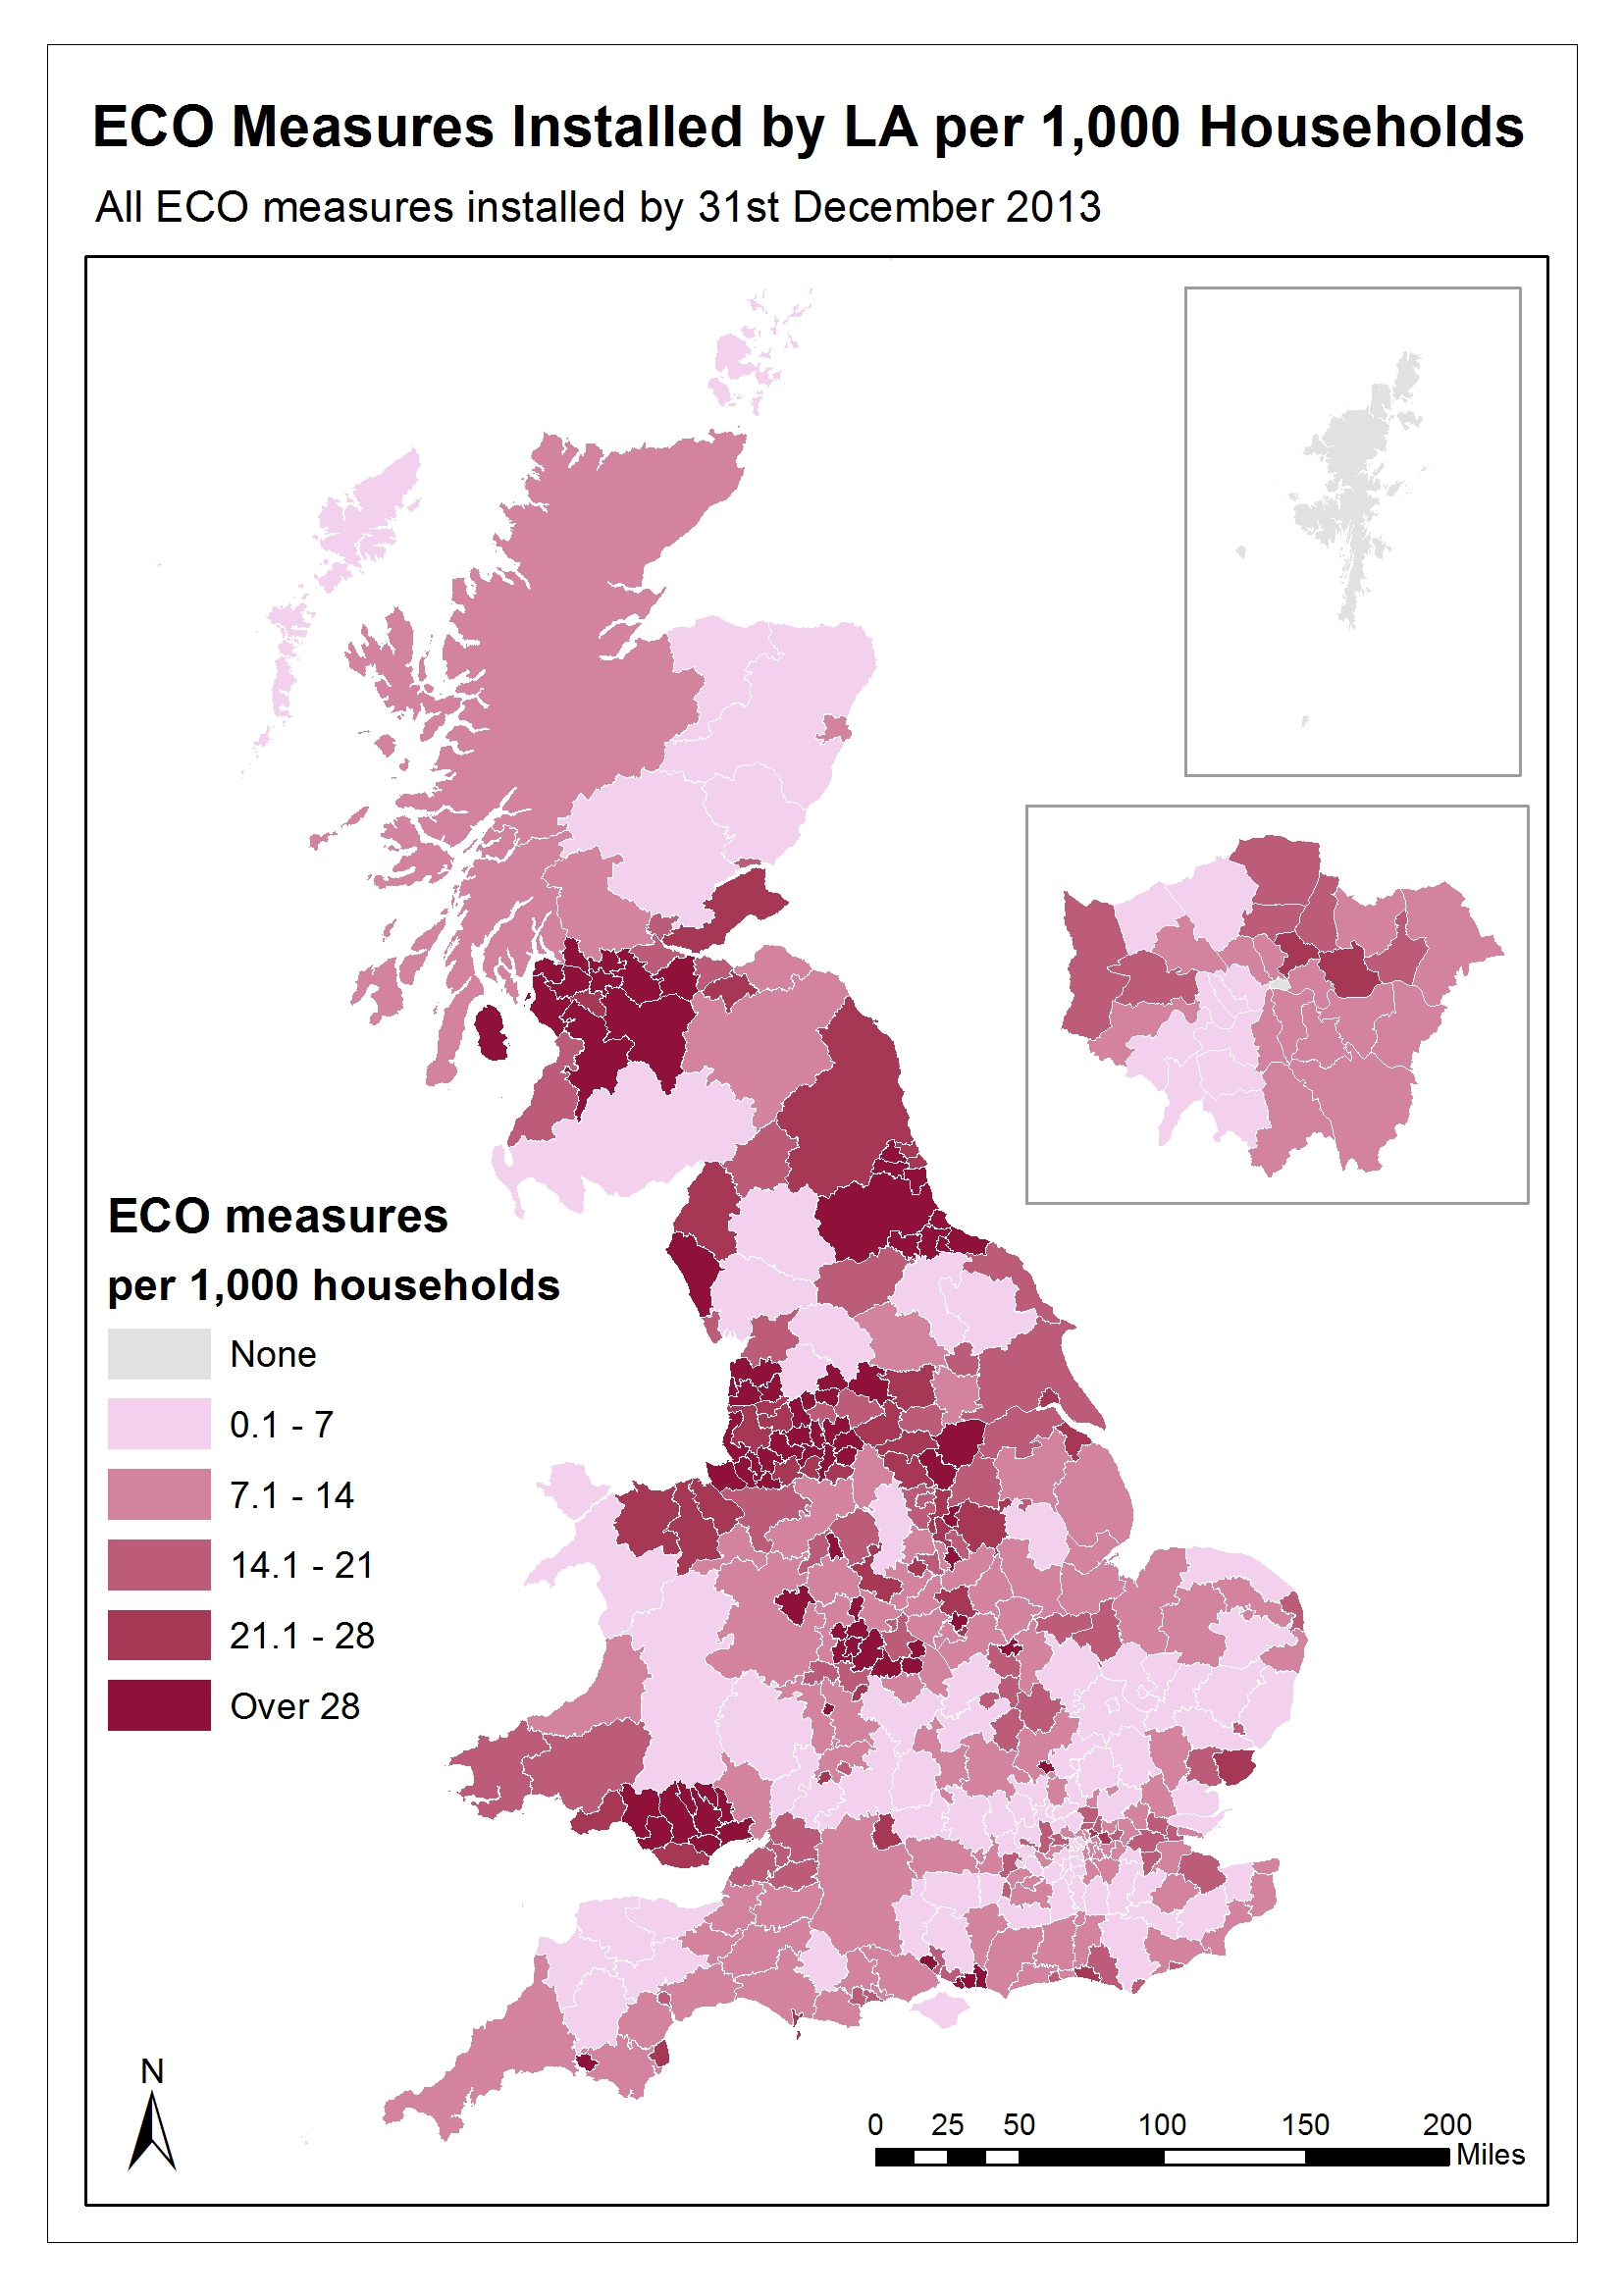 ECO Measures Installed by LA per 1,000 Households
All ECO measures installed by 31st December 2013
ECO measures
per 1,000 households
None
0.1 - 7
7.1 - 14
14.1 - 21
21.1 - 28
Over 28
N
0 25 50 100 150 200
Miles